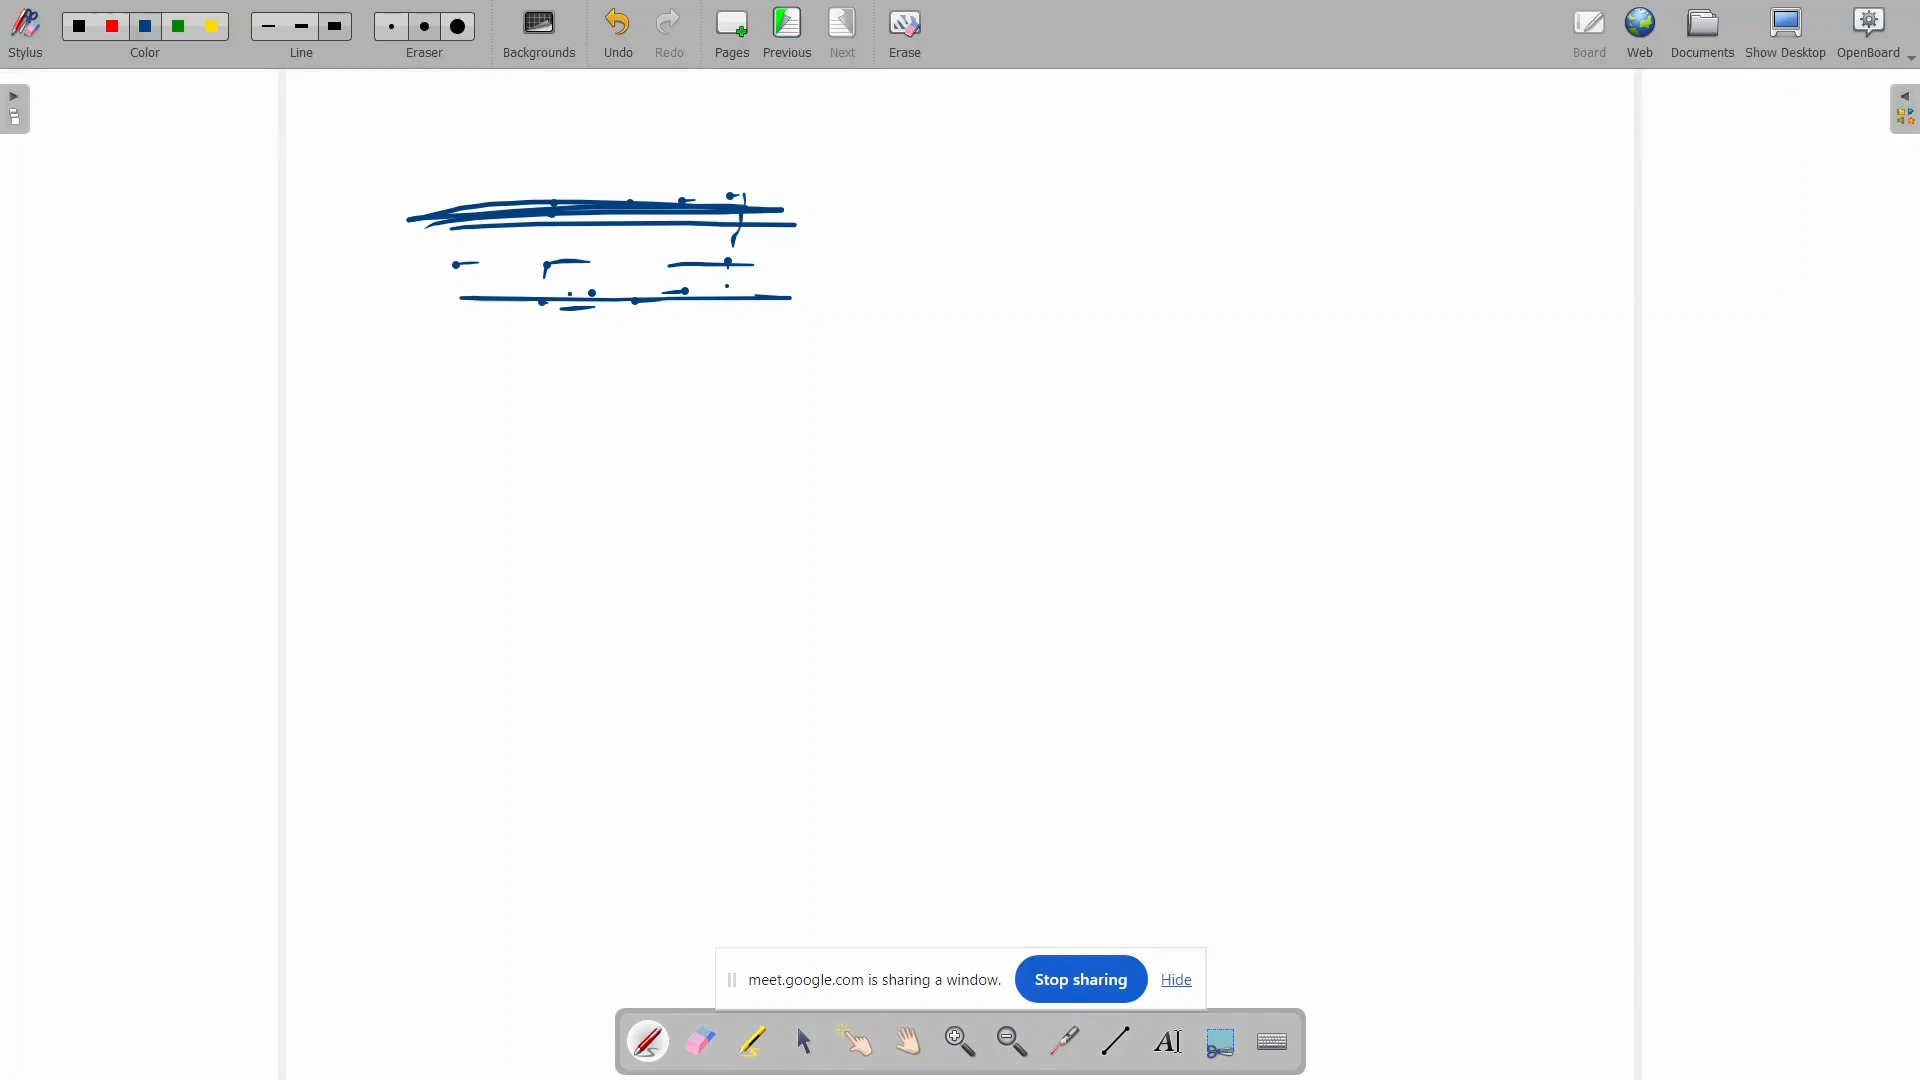 Stylus
Color
Line
Eraser
Backgrounds
Undo
Redo
Pages
Previous
Next
Erase
Board
Web
Documents
Show Desktop
OpenBoard
meet.google.com is sharing a window. Stop sharing Hide
AI